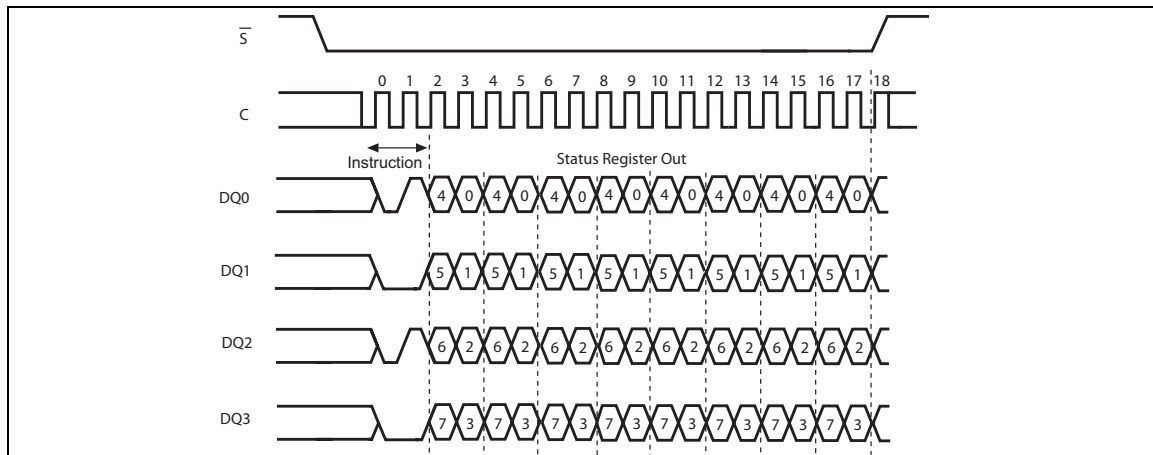 S
0 1 2 3 4 5 6 7 8 9 10 11 12 13 14 15 16 17 18
C
Instruction Status Register Out
DQ0 4 0 4 0 4 0 4 0 4 0 4 0 4 0 4 0
DQ1 5 1 5 1 5 1 5 1 5 1 5 1 5 1 5 1
DQ2 6 2 6 2 6 2 6 2 6 2 6 2 6 2 6 2
DQ3 7 3 7 3 7 3 7 3 7 3 7 3 7 3 7 3